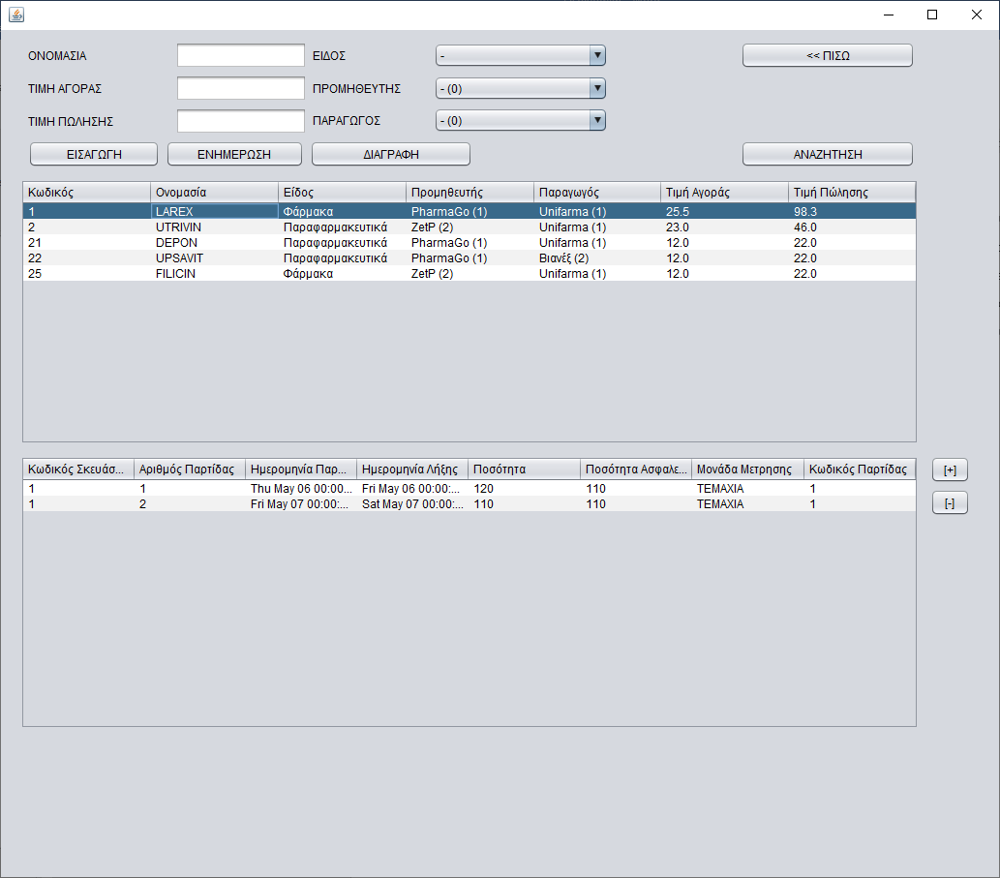 ΟΝΟΜΑΣΙΑ ΕΙΔΟΣ - << ΠΙΣΩ
ΤΙΜΗ ΑΓΟΡΑΣ ΠΡΟΜΗΘΕΥΤΗΣ - (0)
ΤΙΜΗ ΠΩΛΗΣΗΣ ΠΑΡΑΓΩΓΟΣ - (0)
ΕΙΣΑΓΩΓΗ ΕΝΗΜΕΡΩΣΗ ΔΙΑΓΡΑΦΗ ΑΝΑΖΗΤΗΣΗ
Κωδικός Ονομασία Είδος Προμηθευτής Παραγωγός Τιμή Αγοράς Τιμή Πώλησης
1 LAREX Φάρμακα PharmaGo (1) Unifarma (1) 25.5 98.3
2 UTRIVIN Παραφαρμακευτικά ZetP (2) Unifarma (1) 23.0 46.0
21 DEPON Παραφαρμακευτικά PharmaGo (1) Unifarma (1) 12.0 22.0
22 UPSAVIT Παραφαρμακευτικά PharmaGo (1) Βιανέξ (2) 12.0 22.0
25 FILICIN Φάρμακα ZetP (2) Unifarma (1) 12.0 22.0
Κωδικός Σκευάσ... Αριθμός Παρτίδας Ημερομηνία Παρ... Ημερομηνία Λήξης Ποσότητα Ποσότητα Ασφαλε... Μονάδα Μετρησης Κωδικός Παρτίδας [+]
1 1 Thu May 06 00:00... Fri May 06 00:00:... 120 110 ΤΕΜΑΧΙΑ 1
1 2 Fri May 07 00:00:... Sat May 07 00:00:... 110 110 ΤΕΜΑΧΙΑ 1 [-]